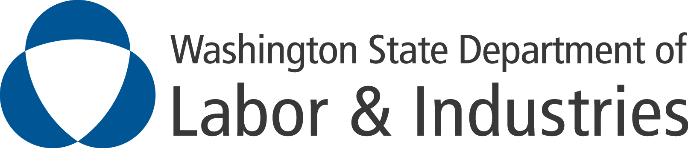 Washington State Department of
Labor & Industries